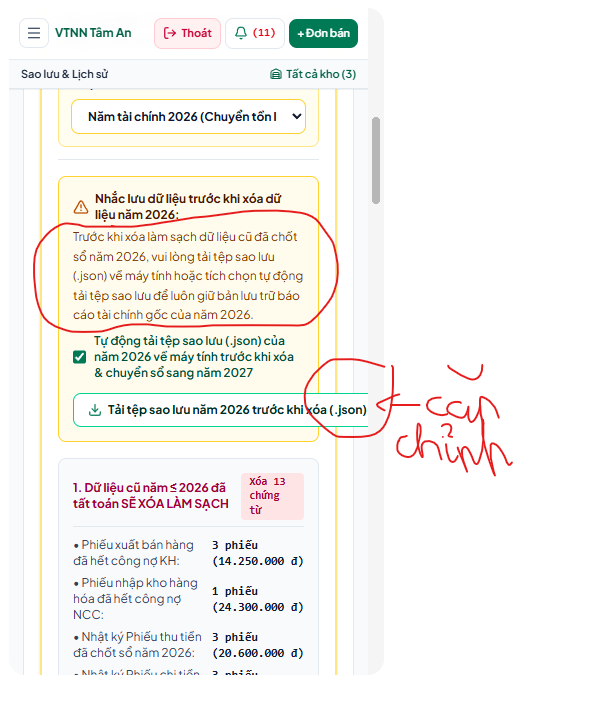 VTNN Tâm An
Thoát
(11)
+ Đơn bán
Sao lưu & Lịch sử
Tất cả kho (3)
Năm tài chính 2026 (Chuyển tồn l
Nhắc lưu dữ liệu trước khi xóa dữ
liệu năm 2026:
Trước khi xóa làm sạch dữ liệu cũ đã chốt
sổ năm 2026, vui lòng tải tệp sao lưu
(.json) về máy tính hoặc tích chọn tự động
tải tệp sao lưu để luôn giữ bản lưu trữ báo
cáo tài chính gốc của năm 2026.
Tự động tải tệp sao lưu (.json) của
năm 2026 về máy tính trước khi xóa
& chuyển sổ sang năm 2027
Tải tệp sao lưu năm 2026 trước khi xóa (.json)
căn
chỉnh
1. Dữ liệu cũ năm ≤ 2026 đã
tất toán SẼ XÓA LÀM SẠCH
Xóa 13
chứng
từ
• Phiếu xuất bán hàng
đã hết công nợ KH:
3 phiếu
(14.250.000 đ)
• Phiếu nhập kho hàng
hóa đã hết công nợ
NCC:
1 phiếu
(24.300.000 đ)
• Nhật ký Phiếu thu tiền
đã chốt sổ năm 2026:
3 phiếu
(20.600.000 đ)
• Nhật ký Phiếu chi tiền
3 phiếu